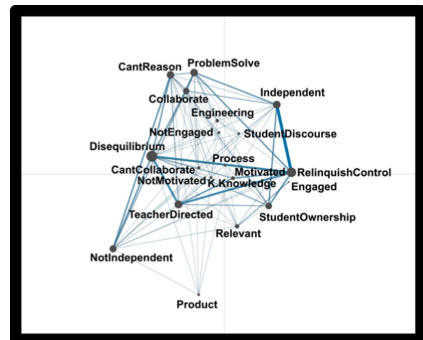 ProblemSolve
CantReason
Independent
Collaborate
Engineering
NotEngaged
StudentDiscourse
Disequilibrium
Process
CantCollaborate
Motivated
RelinquishControl
NotMotivated
K.Knowledge
Engaged
TeacherDirected
StudentOwnership
Relevant
NotIndependent
Product